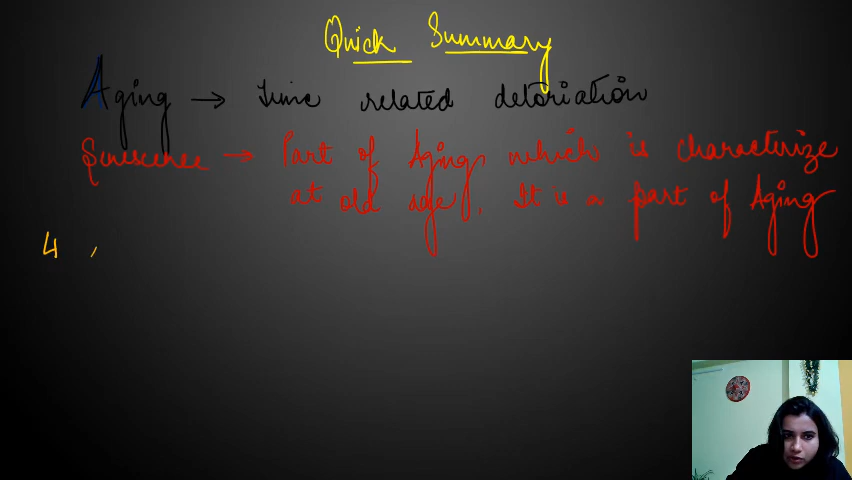 Quick Summary
Aging → time related detoriation
Senescence → Part of Aging which is characterize
at old age. It is a part of Aging
4